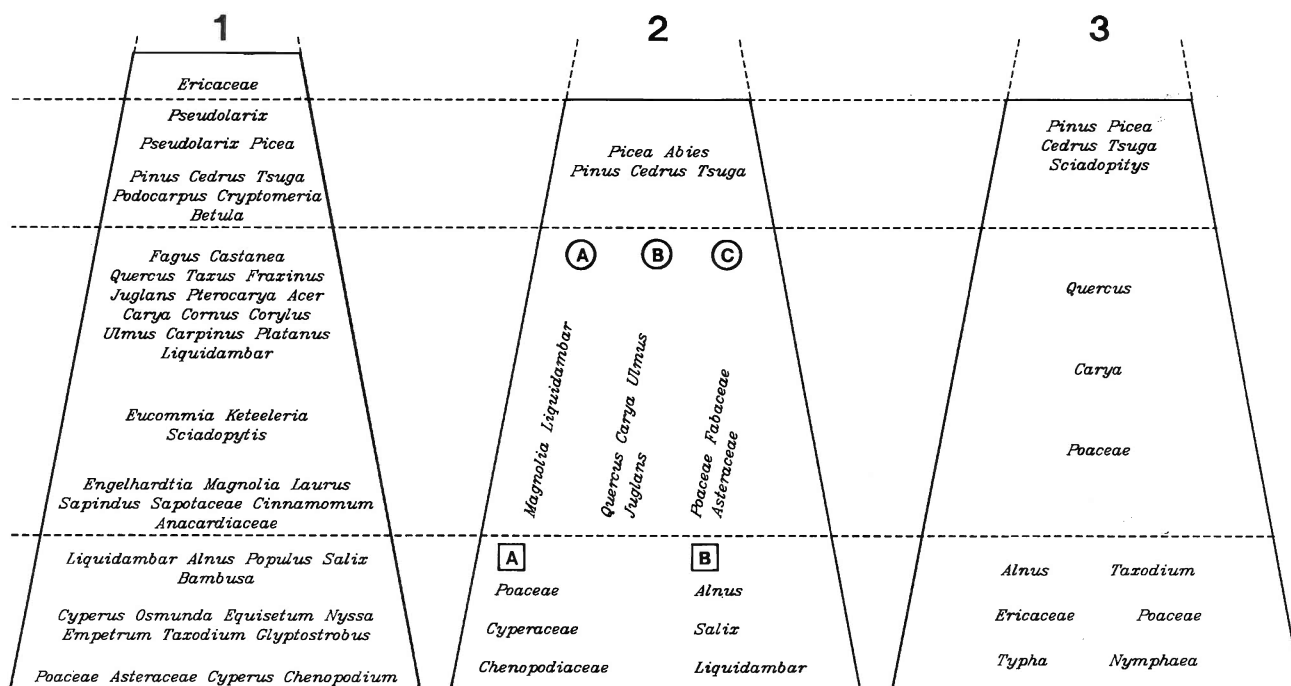 1
Ericaceae
Pseudolarix
Pseudolarix Picea
Pinus Cedrus Tsuga
Podocarpus Cryptomeria
Betula
Fagus Castanea
Quercus Taxus Fraxinus
Juglans Pterocarya Acer
Carya Cornus Corylus
Ulmus Carpinus Platanus
Liquidambar
Eucommia Keteeleria
Sciadopytis
Engelhardtia Magnolia Laurus
Sapindus Sapotaceae Cinnamomum
Anacardiaceae
Liquidambar Alnus Populus Salix
Bambusa
Cyperus Osmunda Equisetum Nyssa
Empetrum Taxodium Glyptostrobus
Poaceae Asteraceae Cyperus Chenopodium
2
Picea Abies
Pinus Cedrus Tsuga
A
B
C
Magnolia Liquidambar
Quercus Carya Ulmus
Juglans
Poaceae Fabaceae
Asteraceae
A
Poaceae
Cyperaceae
Chenopodiaceae
B
Alnus
Salix
Liquidambar
3
Pinus Picea
Cedrus Tsuga
Sciadopitys
Quercus
Carya
Poaceae
Alnus Taxodium
Ericaceae Poaceae
Typha Nymphaea